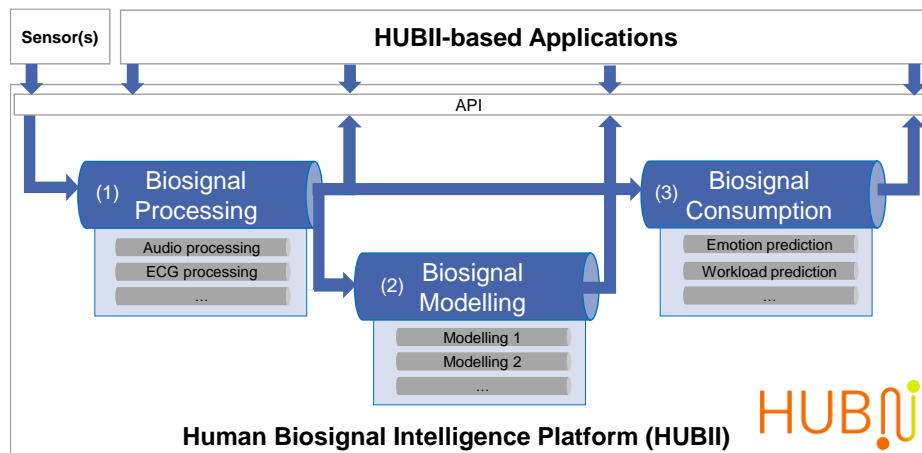 Sensor(s)
HUBII-based Applications
API
(1)
Biosignal
Processing
Audio processing
ECG processing
...
(2)
Biosignal
Modelling
Modelling 1
Modelling 2
...
(3)
Biosignal
Consumption
Emotion prediction
Workload prediction
...
Human Biosignal Intelligence Platform (HUBII)
HUBII